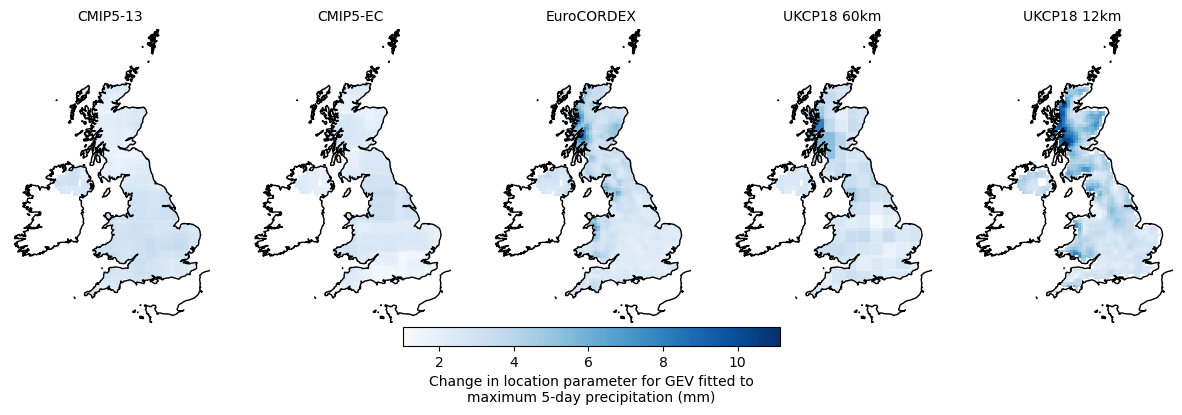 CMIP5-13
CMIP5-EC
EuroCORDEX
UKCP18 60km
UKCP18 12km
2
4
6
8
10
Change in location parameter for GEV fitted to
maximum 5-day precipitation (mm)